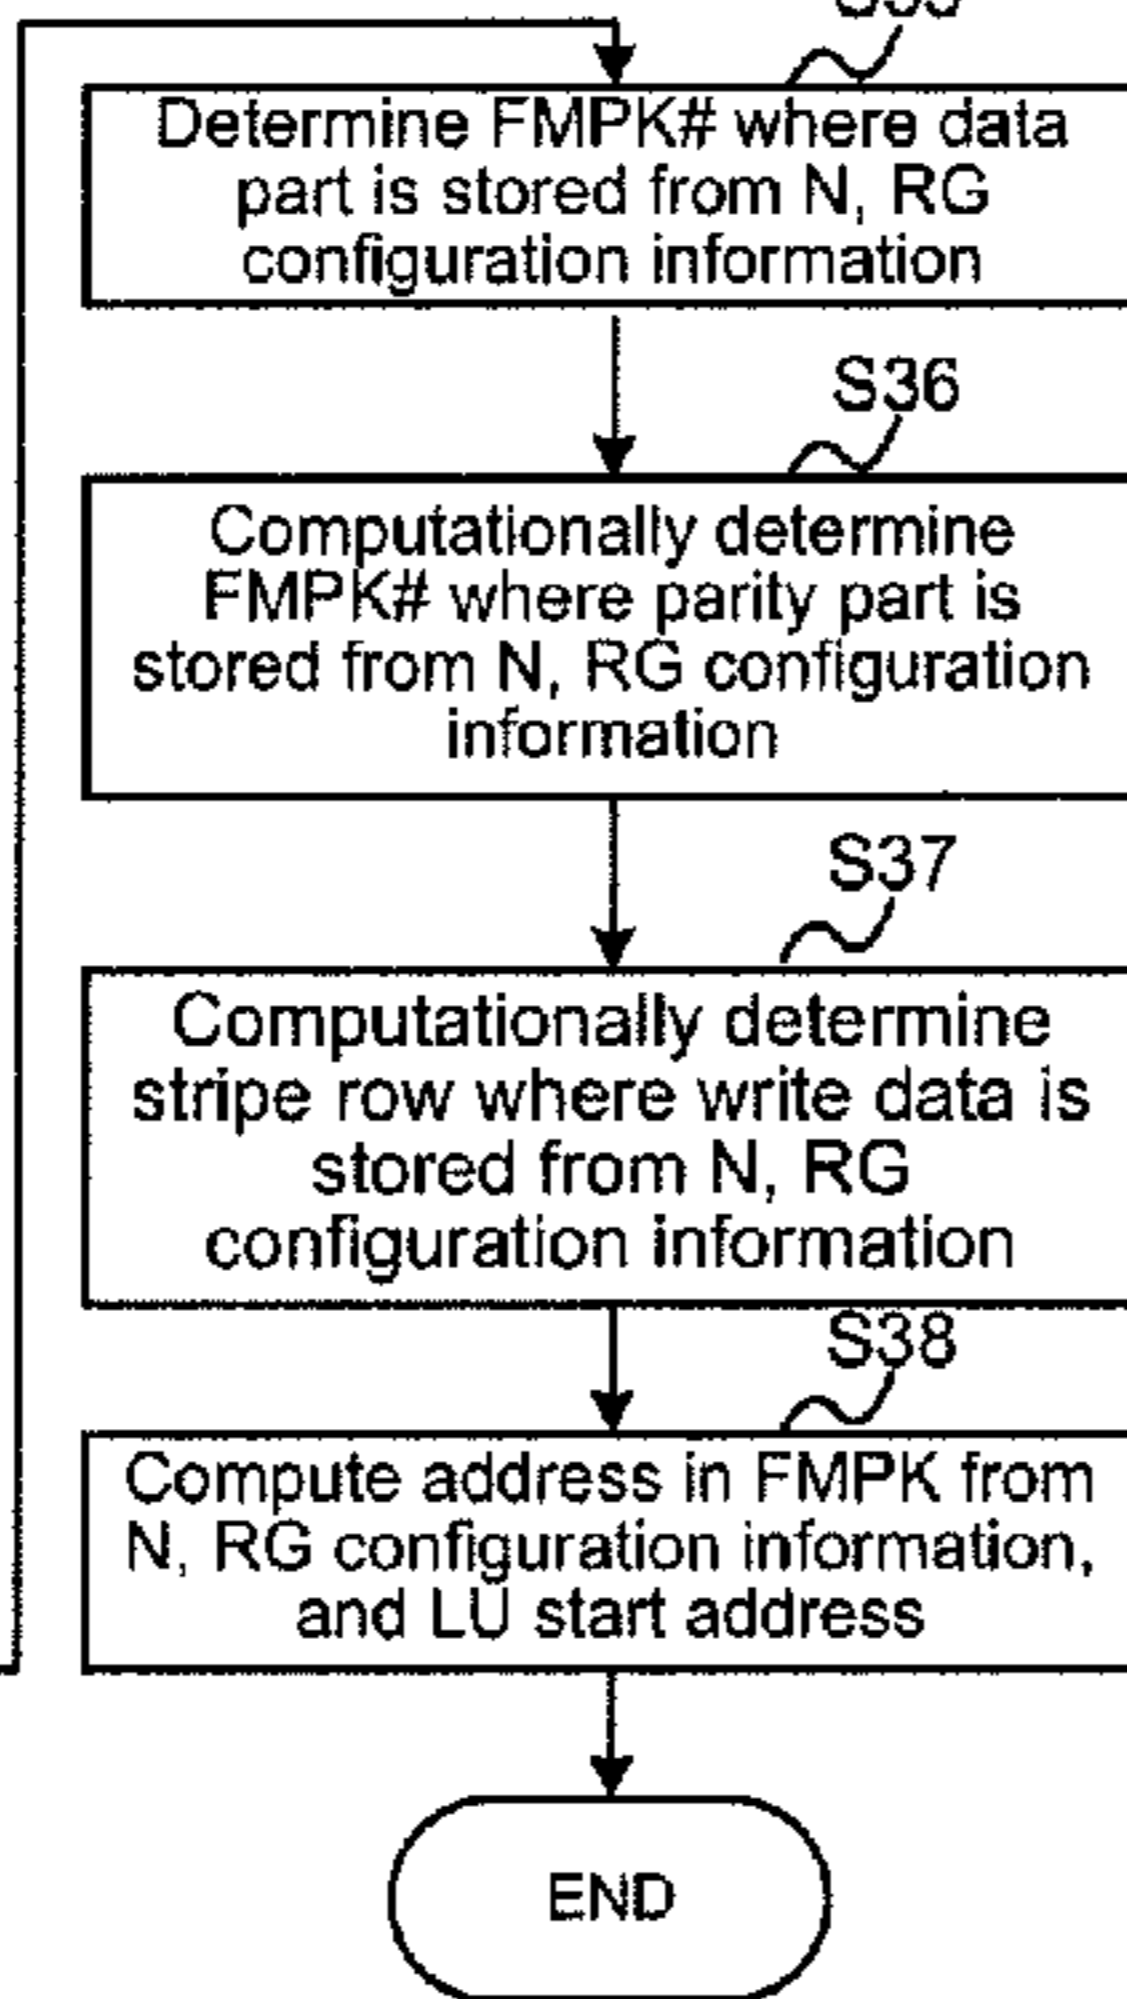 Determine FMPK# where data
part is stored from N, RG
configuration information
S36
Computationally determine
FMPK# where parity part is
stored from N, RG configuration
information
S37
Computationally determine
stripe row where write data is
stored from N, RG
configuration information
S38
Compute address in FMPK from
N, RG configuration information,
and LU start address
END